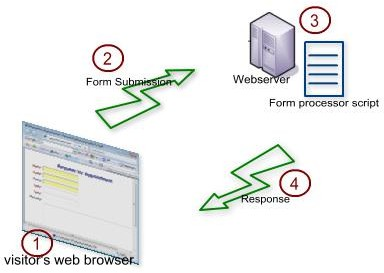 3
2
Form Submission
Webserver
Form processor script
4
Response
1
visitor's web browser